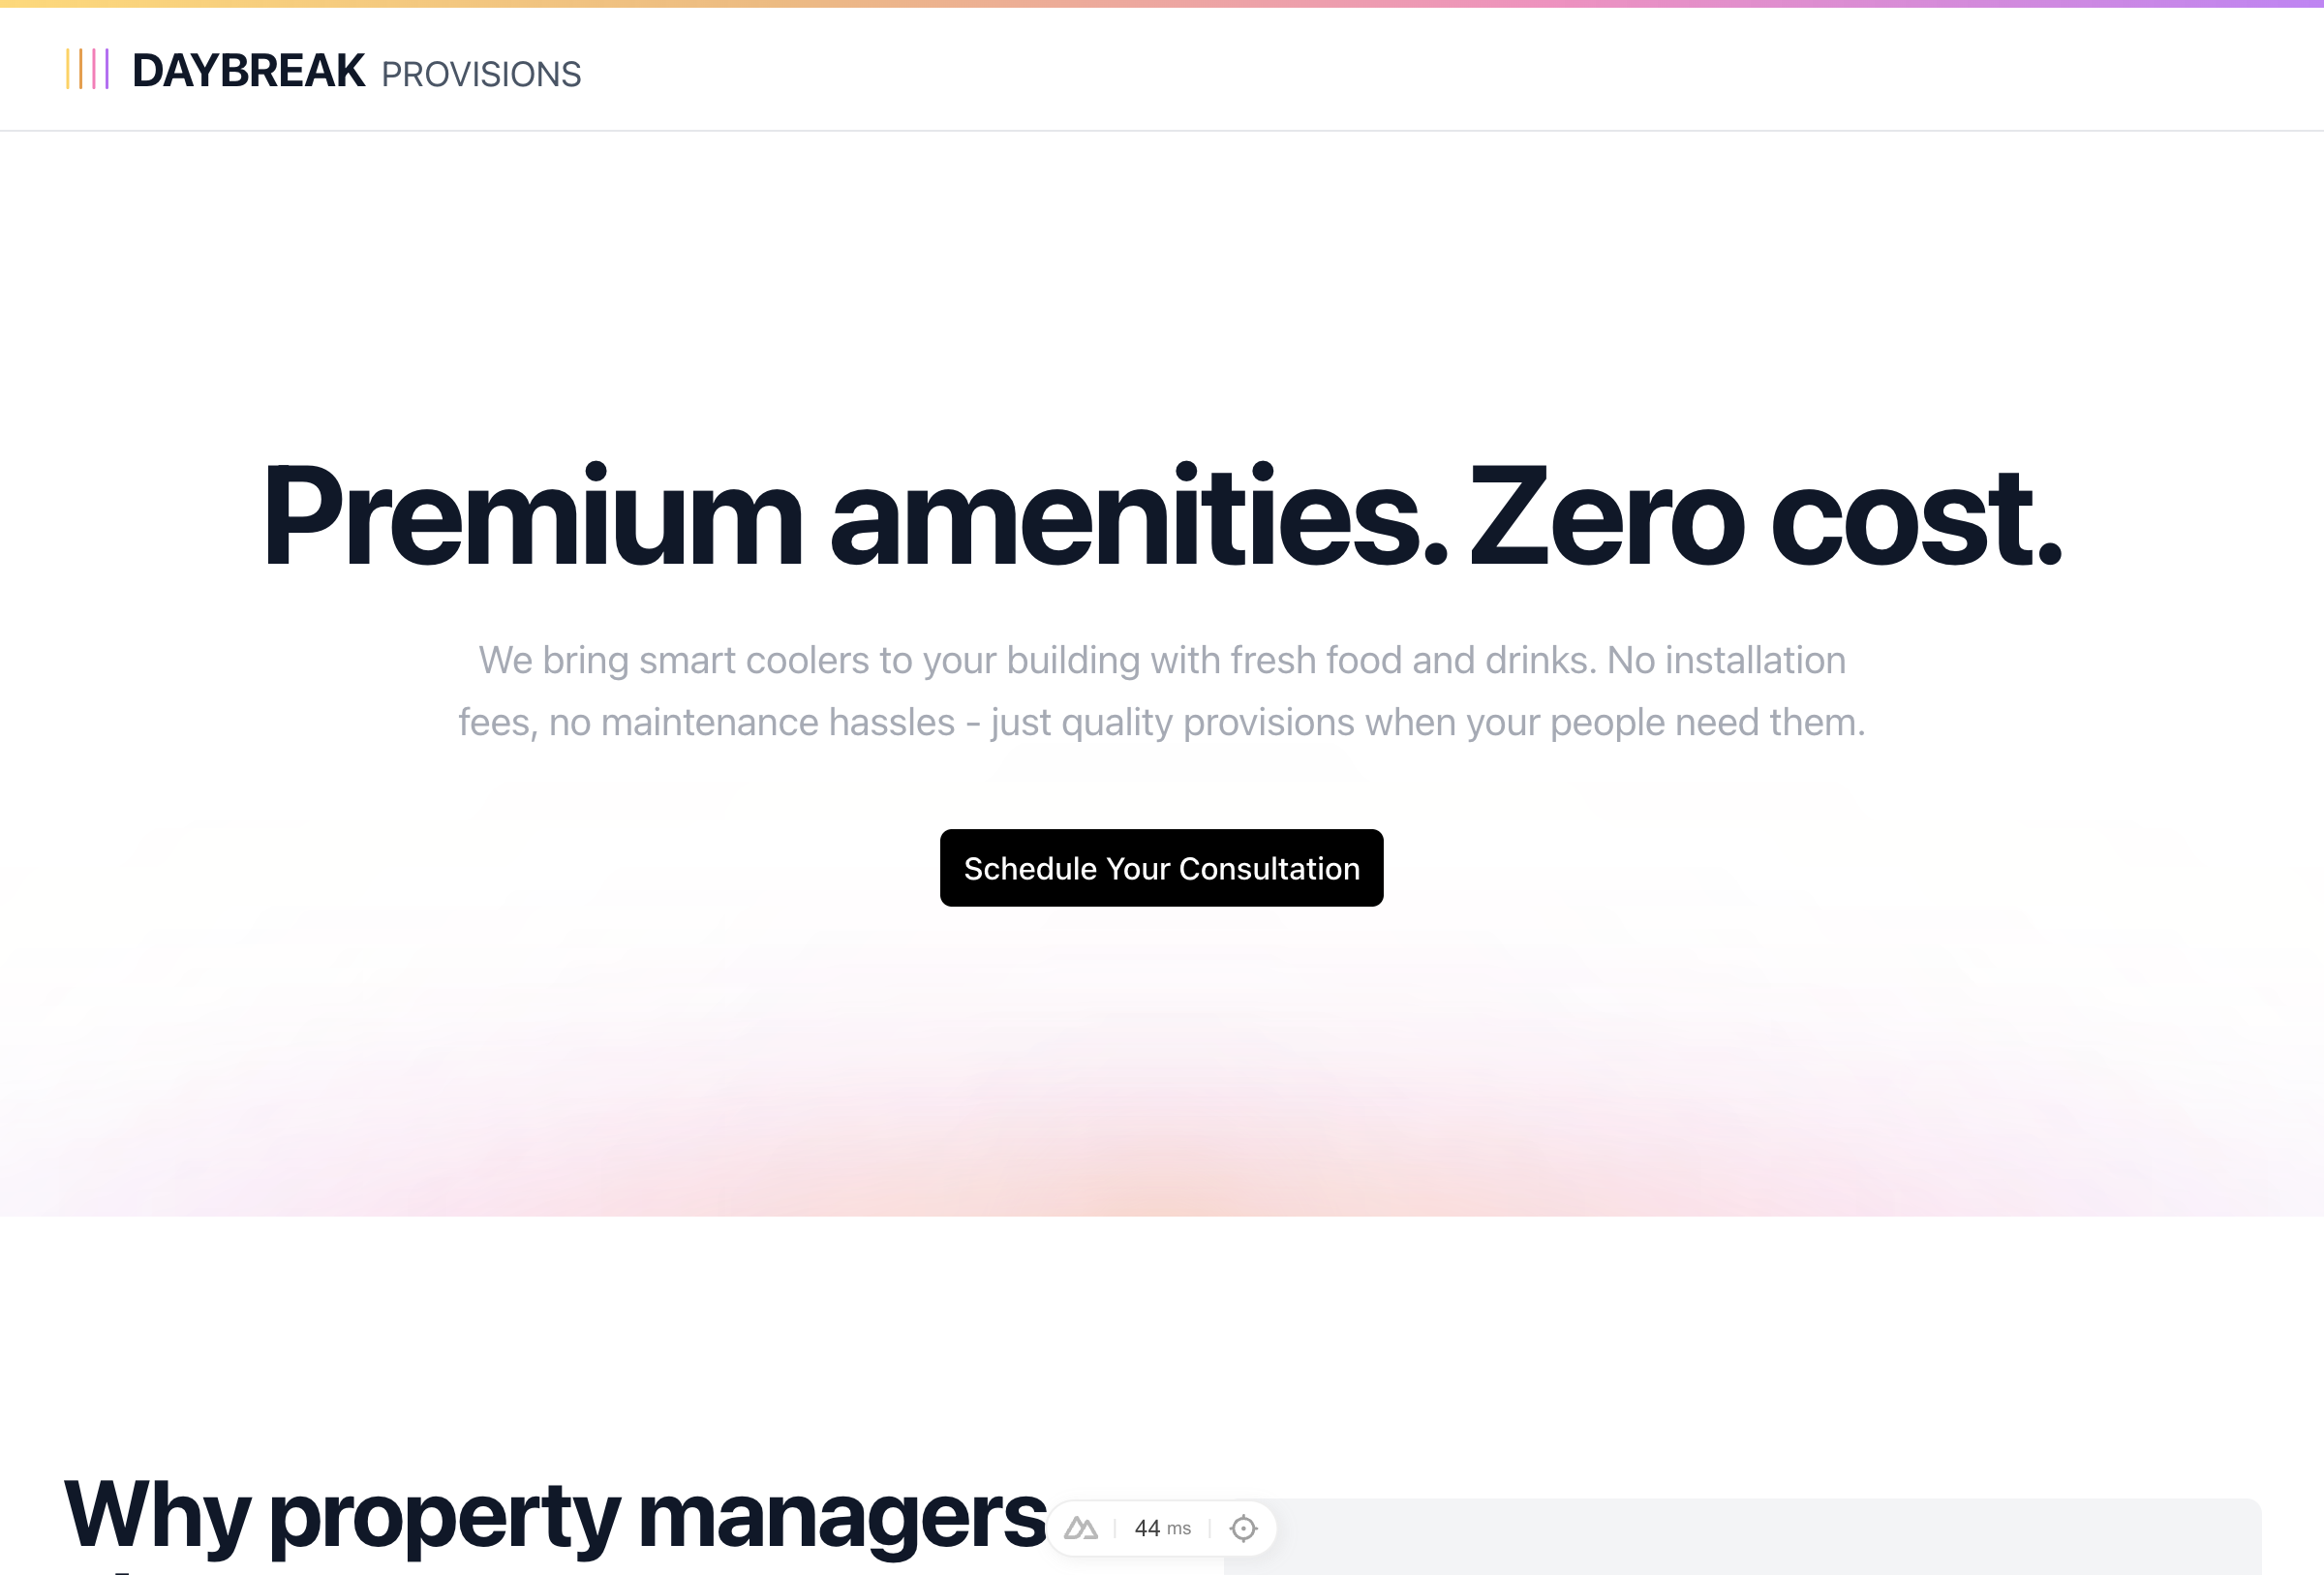 DAYBREAK PROVISIONS
Premium amenities. Zero cost.
We bring smart coolers to your building with fresh food and drinks. No installation
fees, no maintenance hassles - just quality provisions when your people need them.
Schedule Your Consultation
Why property managers
44 ms